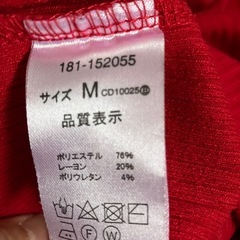 181-152055
サイズ M CD10025
品質表示
ポリエステル 76%
レーヨン 20%
ポリウレタン 4%
F W